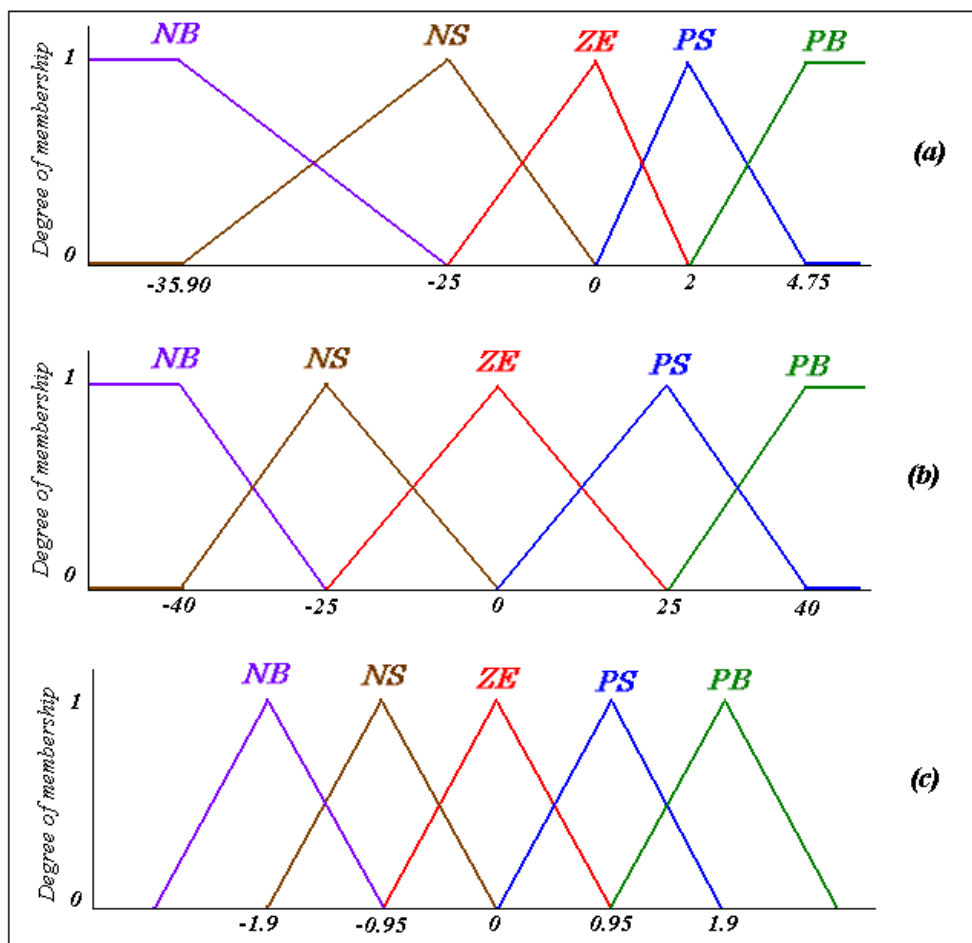 NB NS ZE PS PB
1
Degree of membership
(a)
0
-35.90 -25 0 2 4.75
NB NS ZE PS PB
1
Degree of membership
(b)
0
-40 -25 0 25 40
NB NS ZE PS PB
1
Degree of membership
(c)
0
-1.9 -0.95 0 0.95 1.9